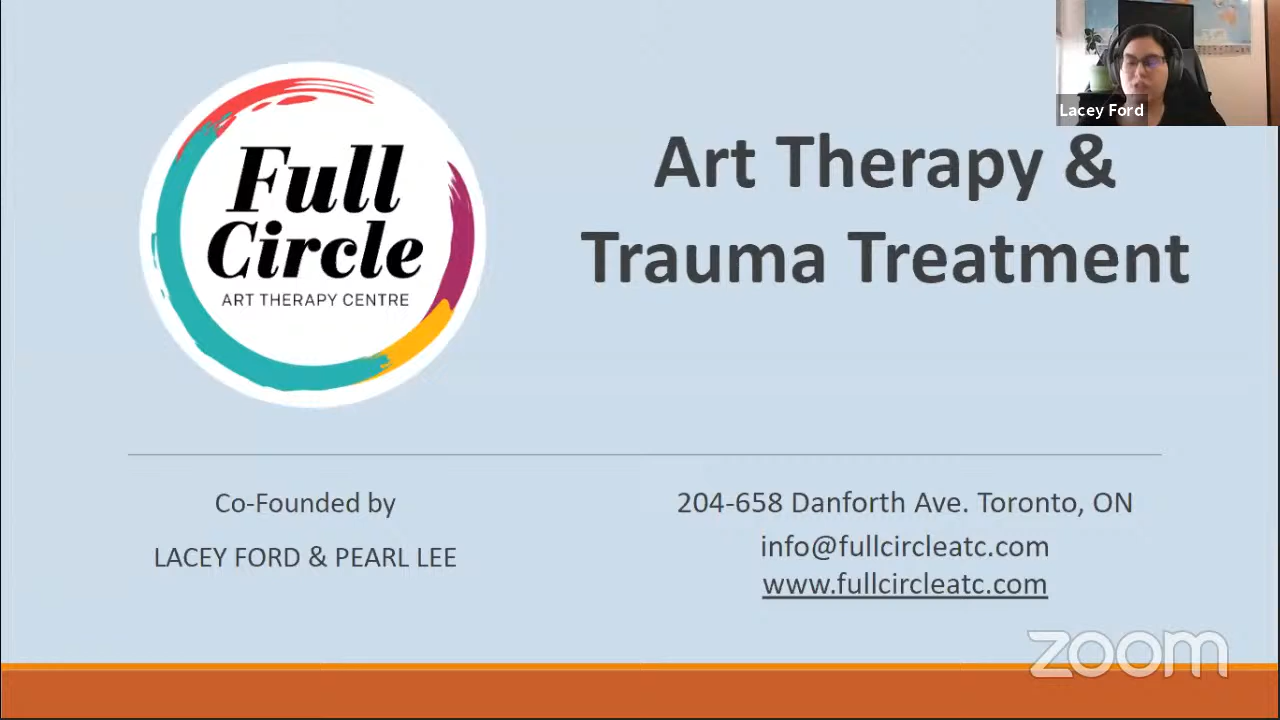 Lacey Ford
Full
Circle
ART THERAPY CENTRE
Art Therapy &
Trauma Treatment
Co-Founded by
LACEY FORD & PEARL LEE
204-658 Danforth Ave. Toronto, ON
info@fullcircleatc.com
www.fullcircleatc.com
zoom